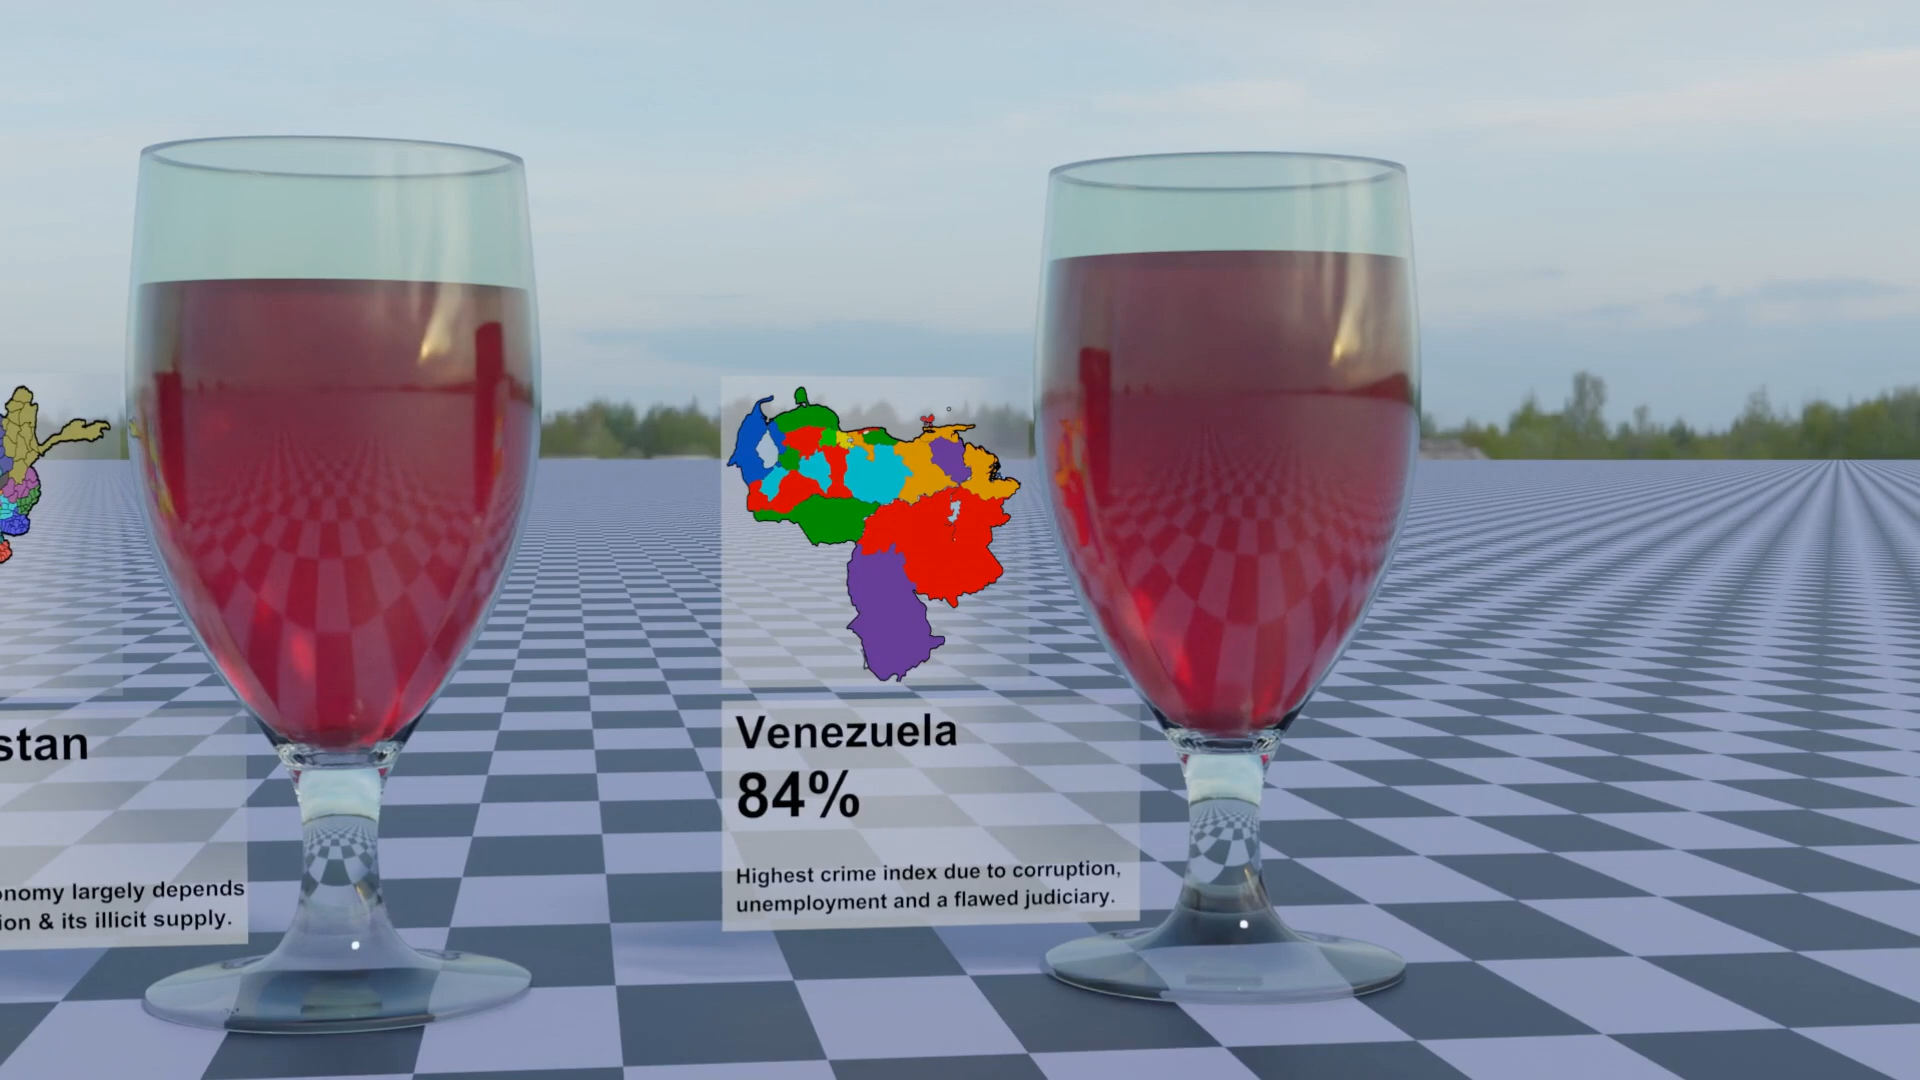 stan
onomy largely depends
ion & its illicit supply.
Venezuela
84%
Highest crime index due to corruption,
unemployment and a flawed judiciary.